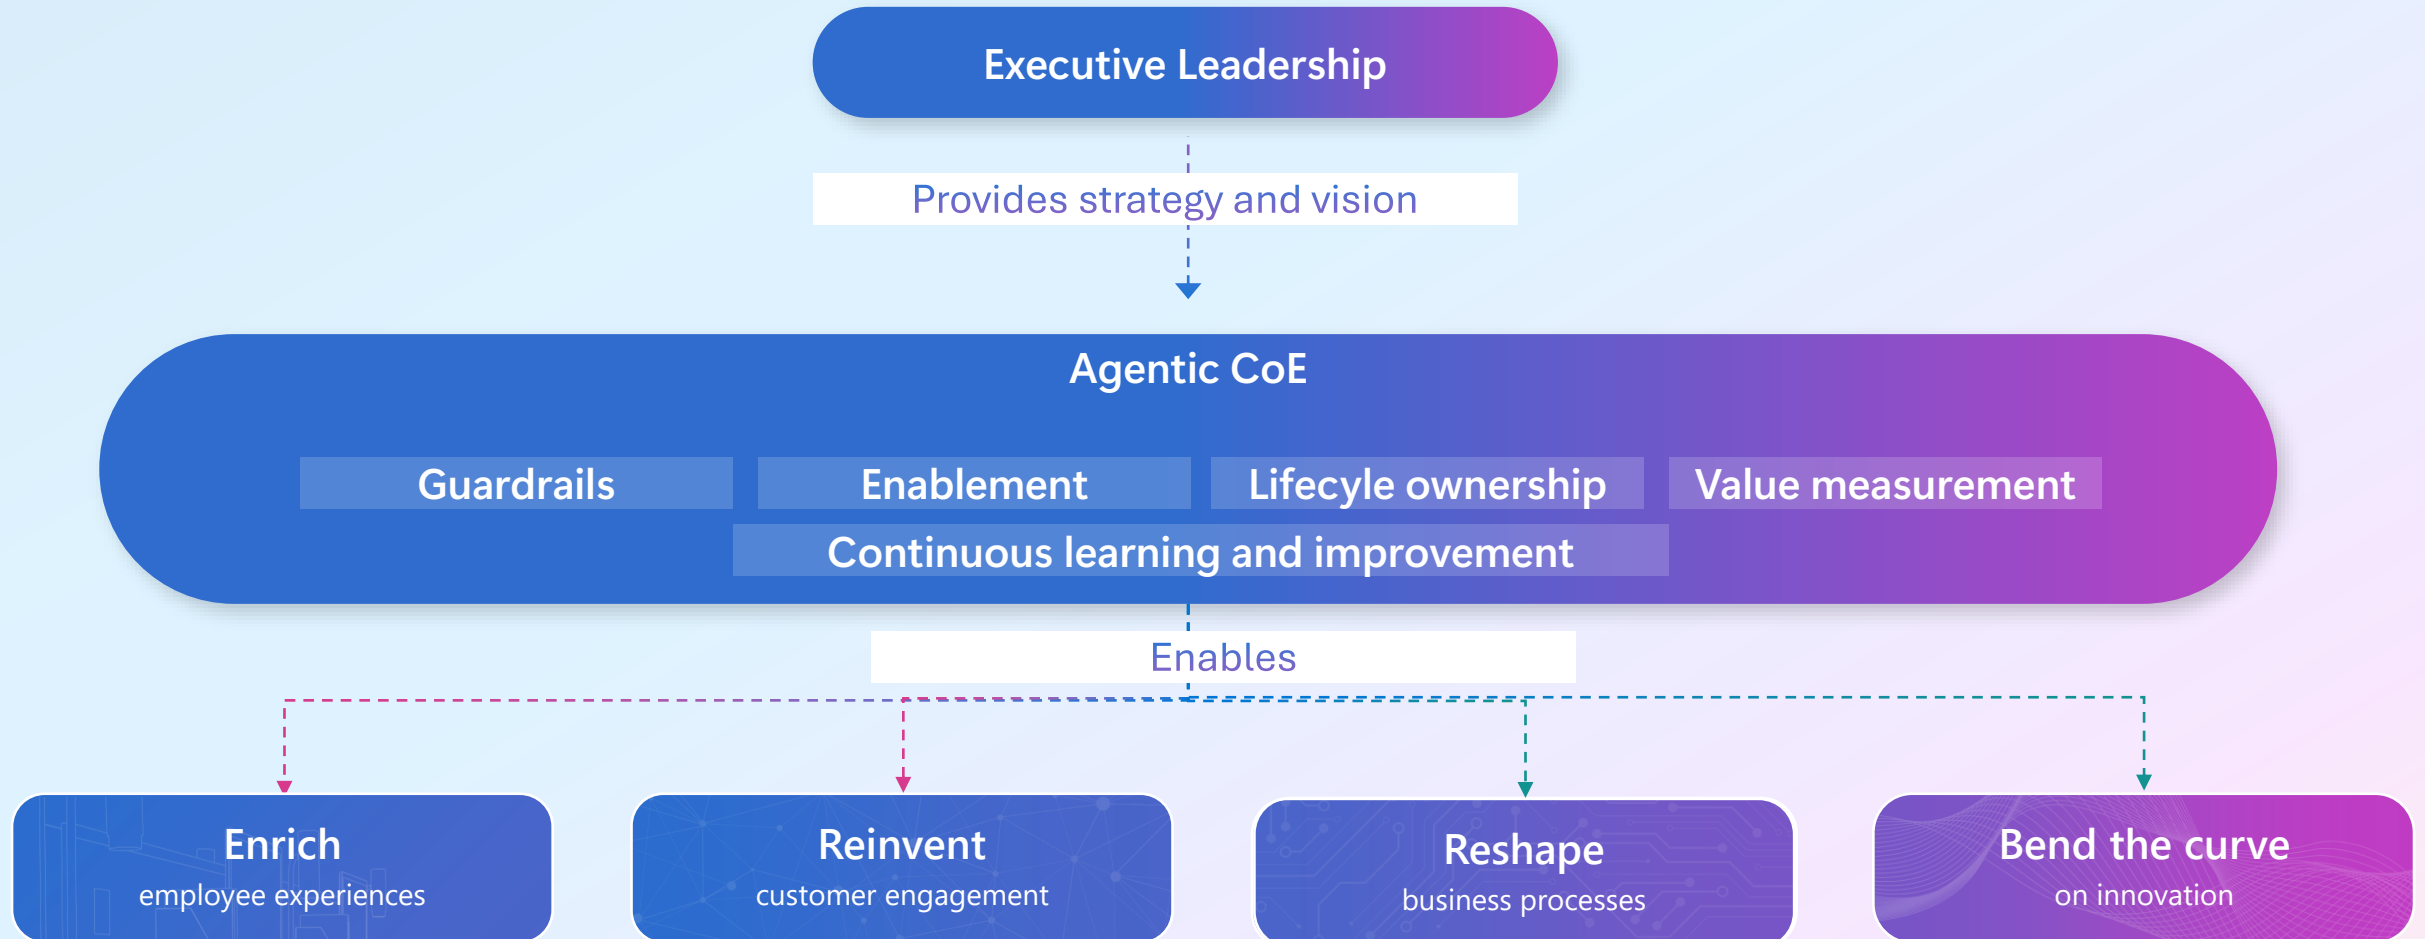 Executive Leadership
Provides strategy and vision
Agentic CoE
Guardrails
Enablement
Lifecyle ownership
Value measurement
Continuous learning and improvement
Enables
Enrich
employee experiences
Reinvent
customer engagement
Reshape
business processes
Bend the curve
on innovation